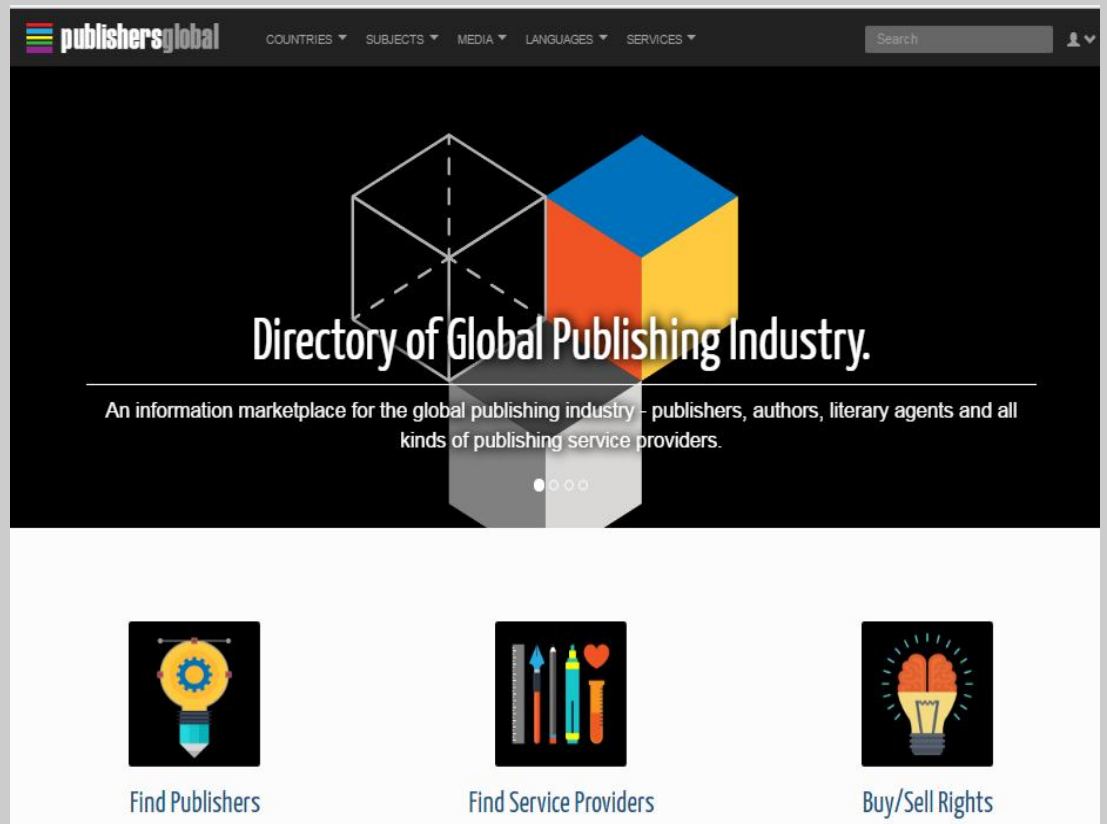 publishersglobal COUNTRIES SUBJECTS MEDIA LANGUAGES SERVICES Search
Directory of Global Publishing Industry.
An information marketplace for the global publishing industry - publishers, authors, literary agents and all
kinds of publishing service providers.
Find Publishers Find Service Providers Buy/Sell Rights